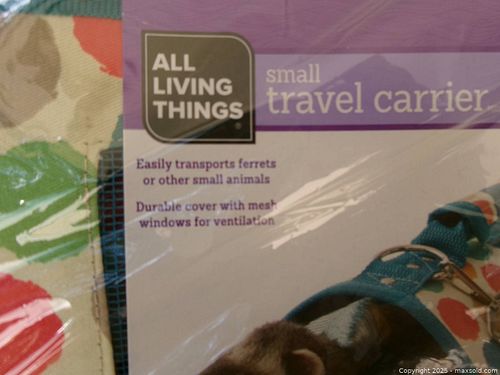 ALL
LIVING
THINGS®
small
travel carrier
Easily transports ferrets
or other small animals
Durable cover with mesh
windows for ventilation
Copyright 2025 - maxsold.com